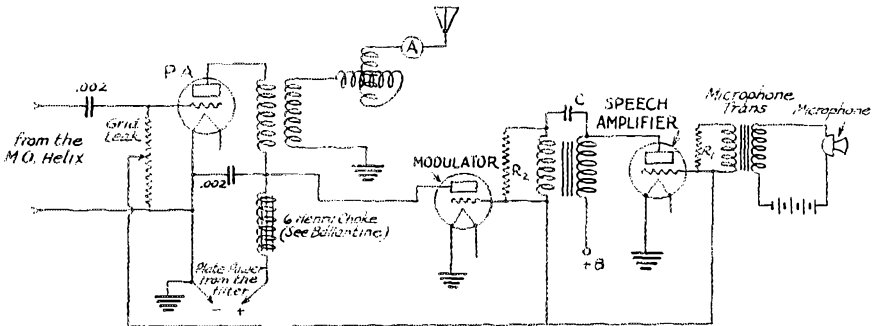 .002
P.A
Grid
Leak
from the
M.O. Helix
.002
6 Henry Choke
(See Ballantine)
Plate Power
from the
filter
- +
A
MODULATOR
R2
C
+B
SPEECH
AMPLIFIER
R1
Microphone
Trans
Microphone